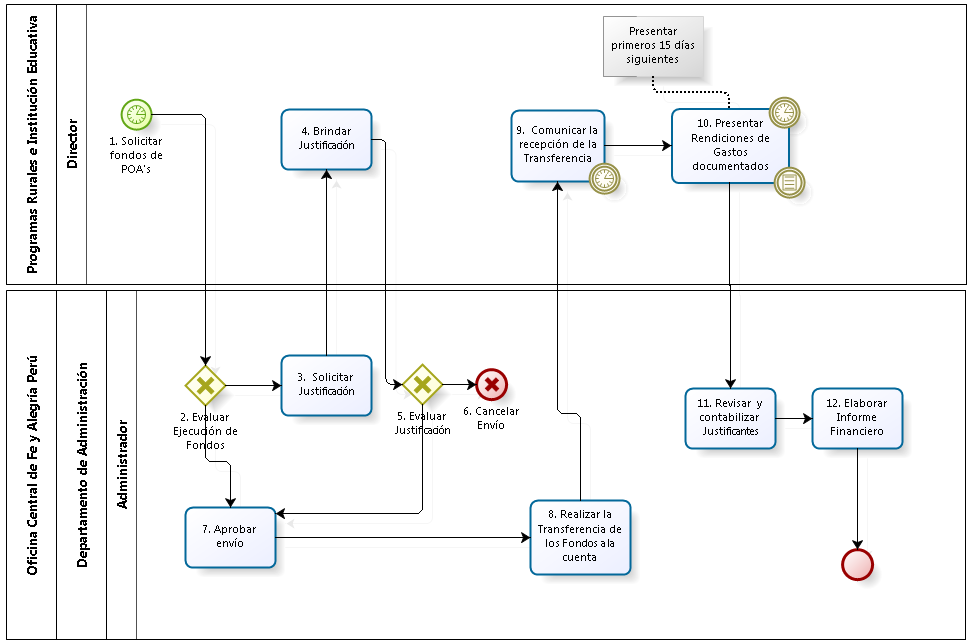 Programas Rurales e Institución Educativa
Director
1. Solicitar
fondos de
POA's
4. Brindar
Justificación
9. Comunicar la
recepción de la
Transferencia
Presentar
primeros 15 días
siguientes
10. Presentar
Rendiciones de
Gastos
documentados
Oficina Central de Fe y Alegría Perú
Departamento de Administración
Administrador
2. Evaluar
Ejecución de
Fondos
3. Solicitar
Justificación
5. Evaluar
Justificación
6. Cancelar
Envío
7. Aprobar
envío
8. Realizar la
Transferencia de
los Fondos a la
cuenta
11. Revisar y
contabilizar
Justificantes
12. Elaborar
Informe
Financiero